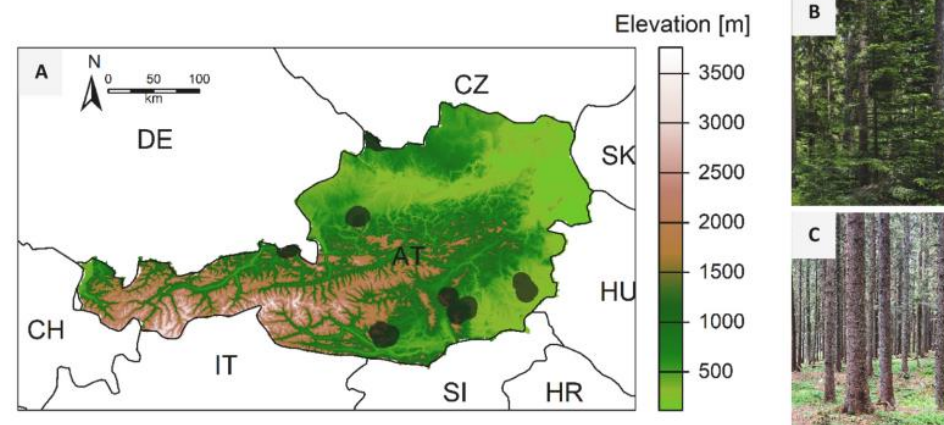 Elevation [m]
A
N
0 50 100
km
DE
CZ
SK
AT
HU
CH
IT
SI
HR
3500
3000
2500
2000
1500
1000
500
B
C